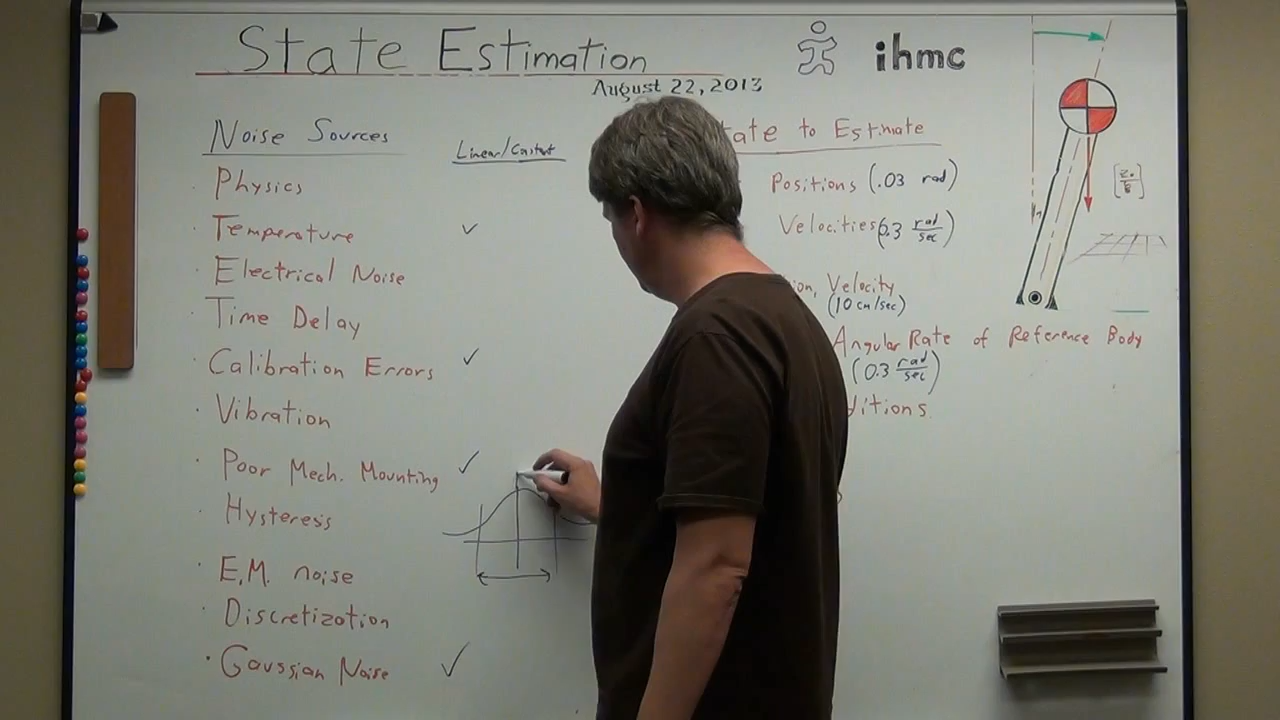 State Estimation
ihmc
August 22, 2013
Noise Sources
Linear/Constant
Physics
Temperature ✓
Electrical Noise
Time Delay
Calibration Errors ✓
Vibration
Poor Mech. Mounting ✓
Hysteresis
E.M. noise
Discretization
Gaussian Noise ✓
tate to Estimate
Positions (.03 rad)
Velocities (0.3 rad/sec)
ion, Velocity
(10 cm/sec)
Angular Rate of Reference Body
(0.3 rad/sec)
ditions